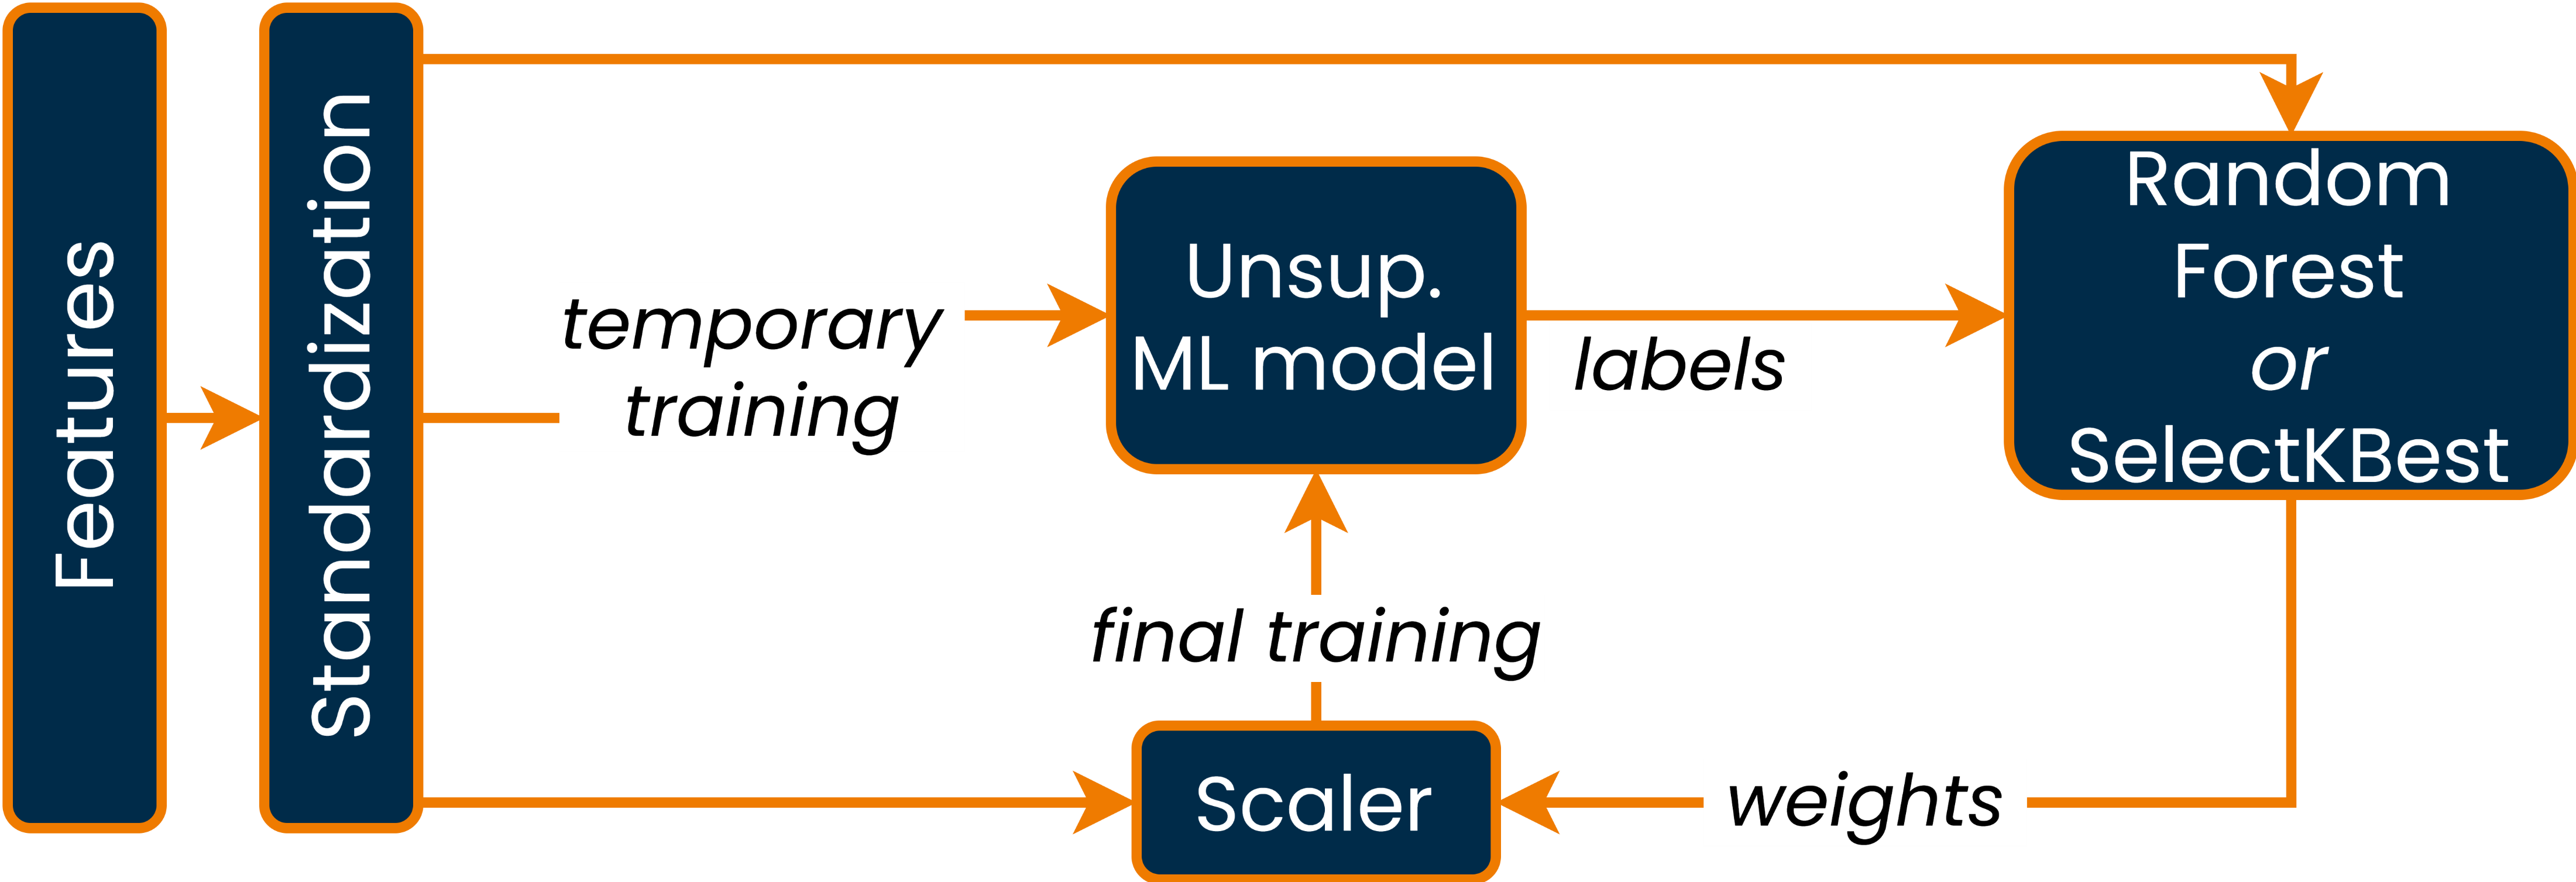 Features
Standardization
temporary
training
Unsup.
ML model
labels
Random
Forest
or
SelectKBest
final training
Scaler
weights